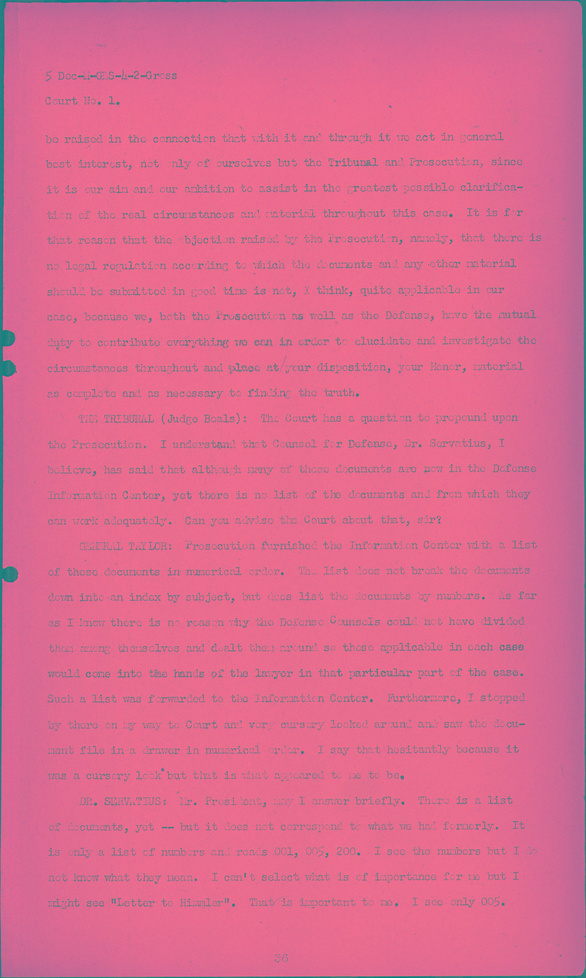 5 Doc-4-GES-4-2-Gross
Court No. 1.
be raised in the connection that with it and through it we act in general
best interest, not only of ourselves but the Tribunal and Prosecution, since
it is our aim and our ambition to assist in the greatest possible clarifica-
tion of the real circumstances and material throughout this case. It is for
that reason that the objection raised by the Prosecution, namely, that there is
no legal regulation according to which the documents and any other material
should be submitted in good time is not, I think, quite applicable in our
case, because we, both the Prosecution as well as the Defense, have the mutual
duty to contribute everything we can in order to elucidate and investigate the
circumstances throughout and place at/your disposition, your Honor, material
as complete and as necessary to finding the truth.
THE TRIBUNAL (Judge Beals): The Court has a question to propound upon
the Prosecution. I understand that Counsel for Defense, Dr. Servatius, I
believe, has said that although many of these documents are now in the Defense
Information Center, yet there is no list of the documents and from which they
can work adequately. Can you advise the Court about that, sir?
GENERAL TAYLOR: Prosecution furnished the Information Center with a list
of these documents in numerical order. The list does not break the documents
down into an index by subject, but does list the documents by numbers. As far
as I know there is no reason why the Defense Counsels could not have divided
them among themselves and dealt them around so those applicable in each case
would come into the hands of the lawyer in that particular part of the case.
Such a list was forwarded to the Information Center. Furthermore, I stopped
by there on my way to Court and very cursory looked around and saw the docu-
ment file in a drawer in numerical order. I say that hesitantly because it
was a cursory look but that is what appeared to me to be.
DR. SERVATIUS: Mr. President, may I answer briefly. There is a list
of documents, yet -- but it does not correspond to what we had formerly. It
is only a list of numbers and reads 001, 005, 200. I see the numbers but I do
not know what they mean. I can't select what is of importance for me but I
might see "Letter to Himmler". That is important to me. I see only 005.
36